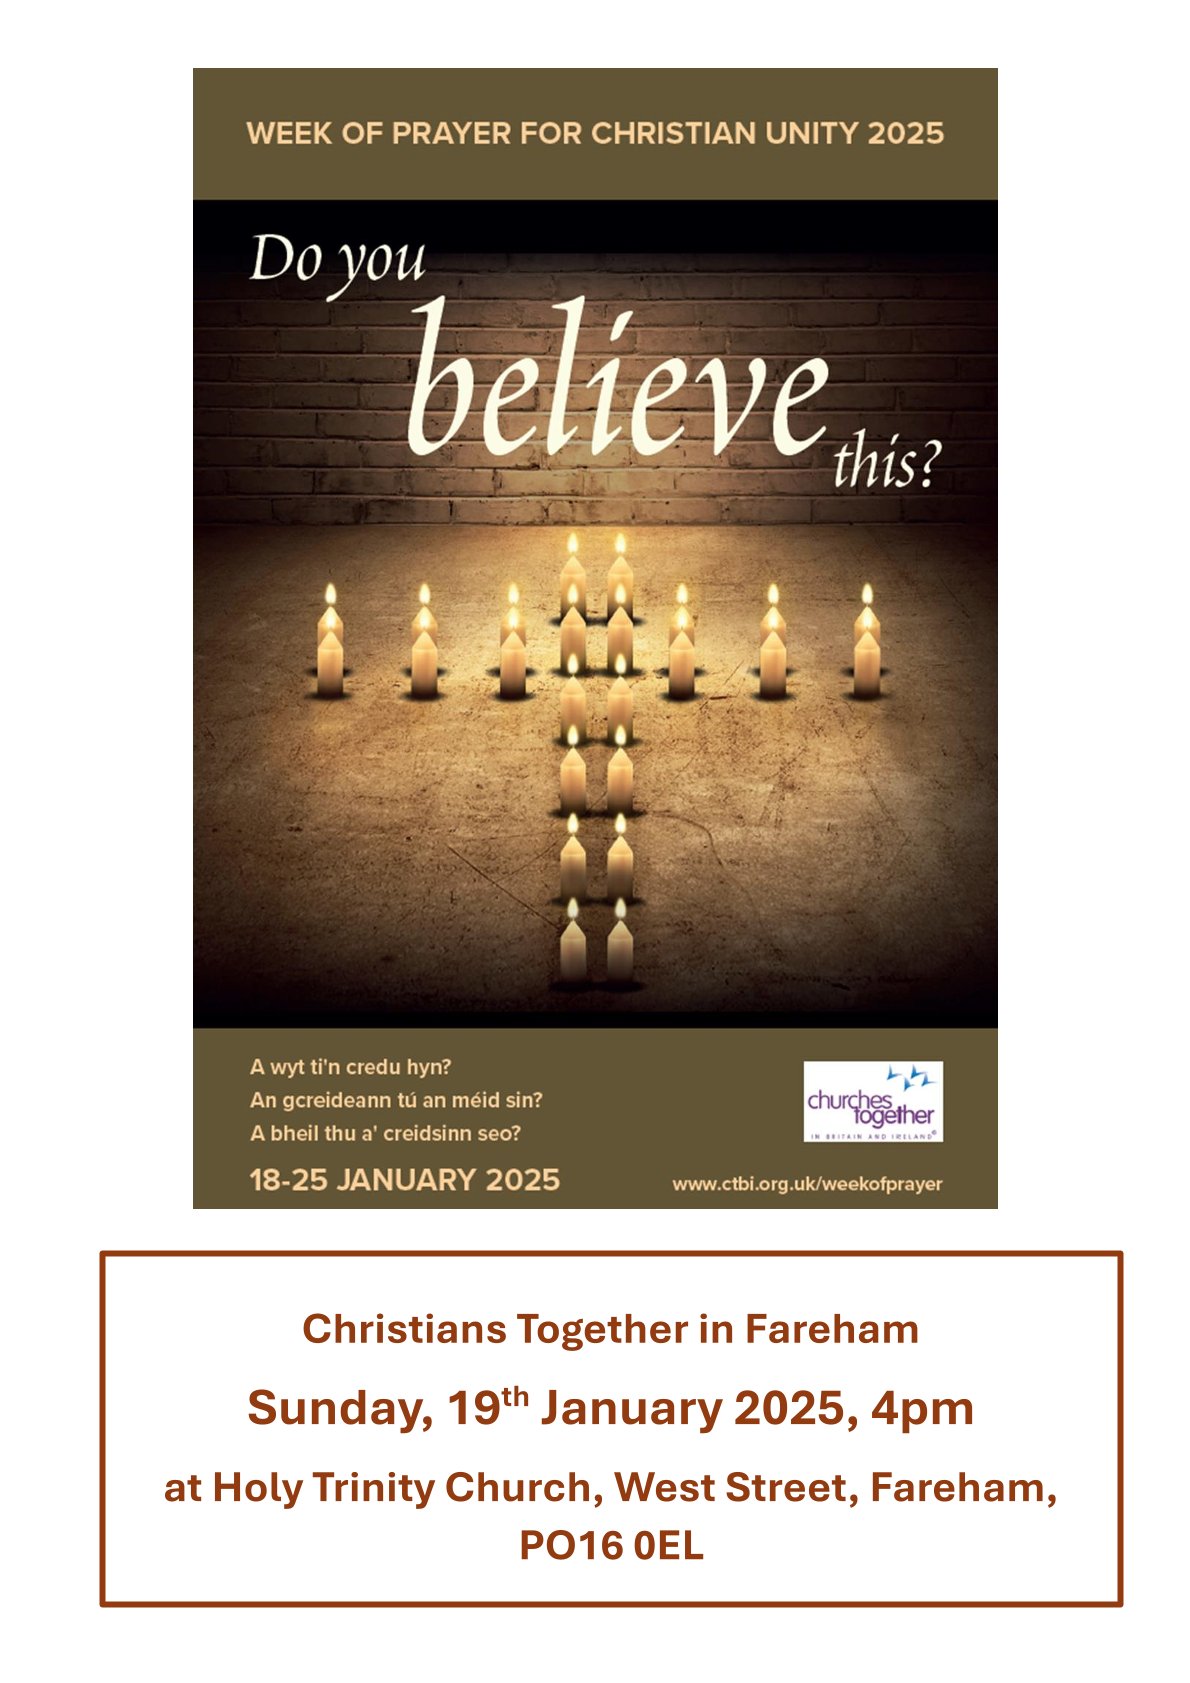 WEEK OF PRAYER FOR CHRISTIAN UNITY 2025
Do you
believe
this?
A wyt ti'n credu hyn?
An gcreideann tú an méid sin?
A bheil thu a' creidsinn seo?
18-25 JANUARY 2025
churches
together
IN BRITAIN AND IRELAND®
www.ctbi.org.uk/weekofprayer
Christians Together in Fareham
Sunday, 19th January 2025, 4pm
at Holy Trinity Church, West Street, Fareham,
PO16 0EL